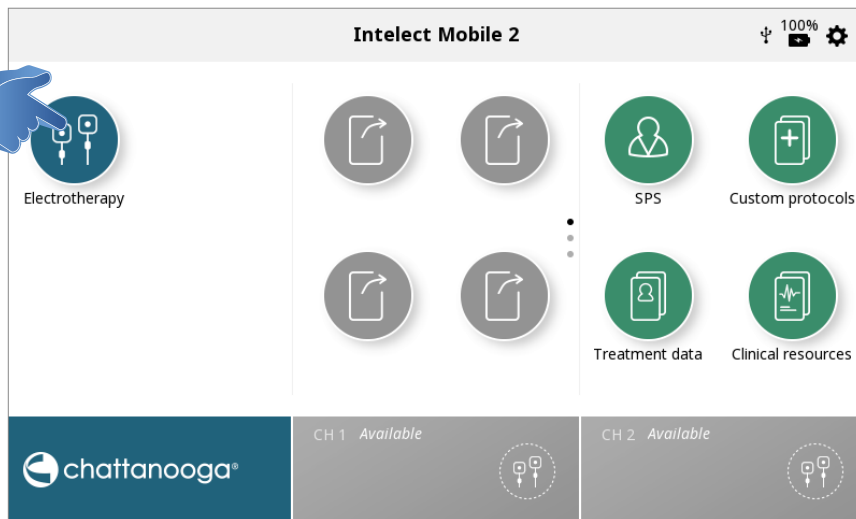 Intelect Mobile 2
100%
Electrotherapy
SPS
Custom protocols
Treatment data
Clinical resources
chattanooga®
CH 1 Available
CH 2 Available